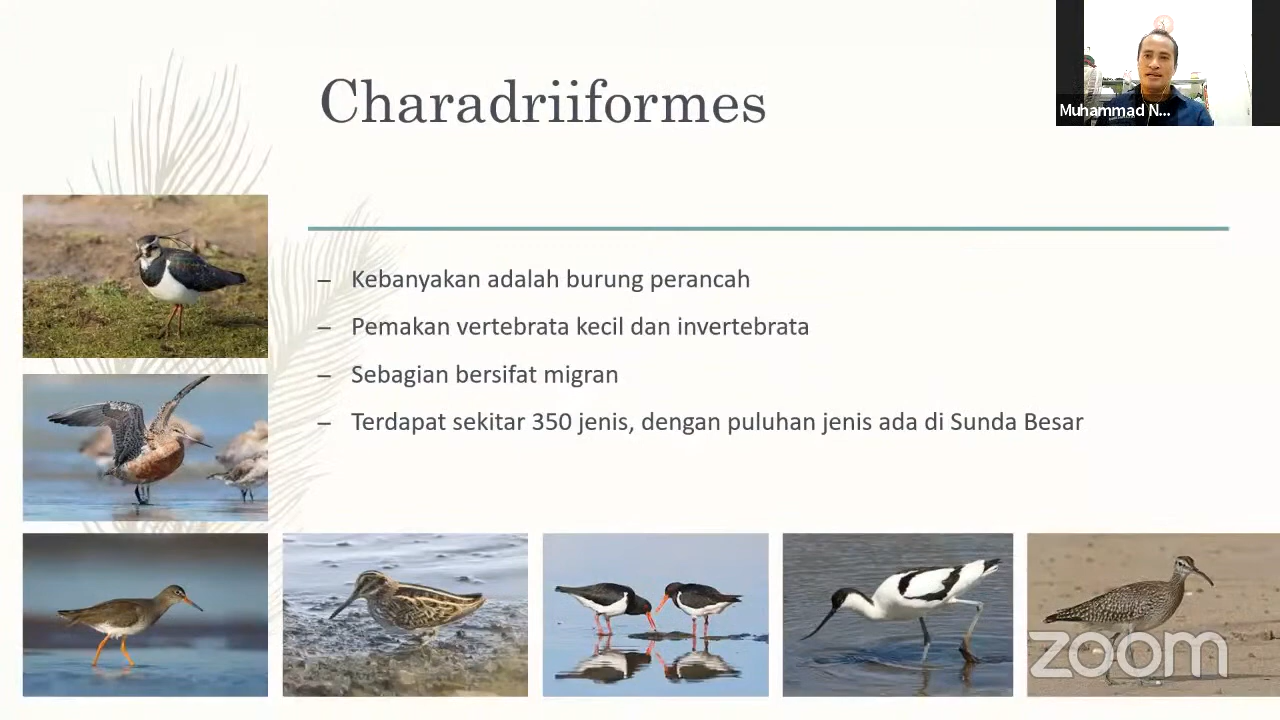 Charadriiformes
Muhammad N...
– Kebanyakan adalah burung perancah
– Pemakan vertebrata kecil dan invertebrata
– Sebagian bersifat migran
– Terdapat sekitar 350 jenis, dengan puluhan jenis ada di Sunda Besar
zoom